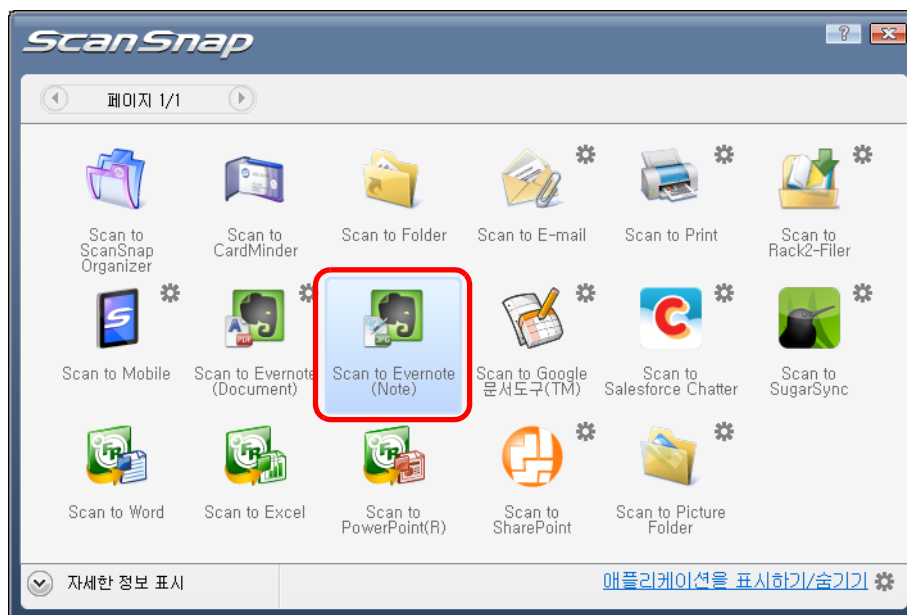 ScanSnap
페이지 1/1
Scan to
ScanSnap
Organizer
Scan to
CardMinder
Scan to Folder
Scan to E-mail
Scan to Print
Scan to
Rack2-Filer
Scan to Mobile
Scan to Evernote
(Document)
Scan to Evernote
(Note)
Scan to Google
문서도구(TM)
Scan to
Salesforce Chatter
Scan to
SugarSync
Scan to Word
Scan to Excel
Scan to
PowerPoint(R)
Scan to
SharePoint
Scan to Picture
Folder
자세한 정보 표시
애플리케이션을 표시하기/숨기기